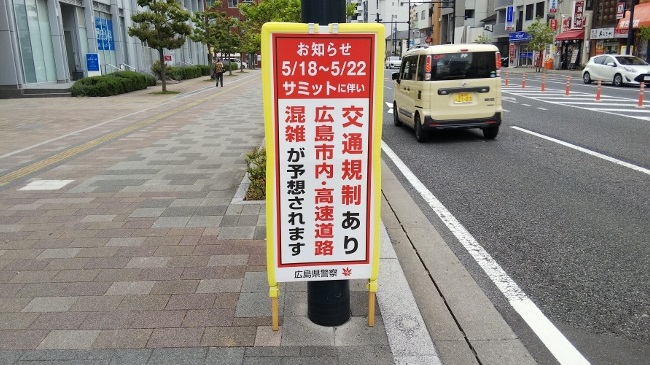 お知らせ
5/18～5/22
サミットに伴い
交通規制あり
広島市内・高速道路
混雑が予想されます
広島県警察